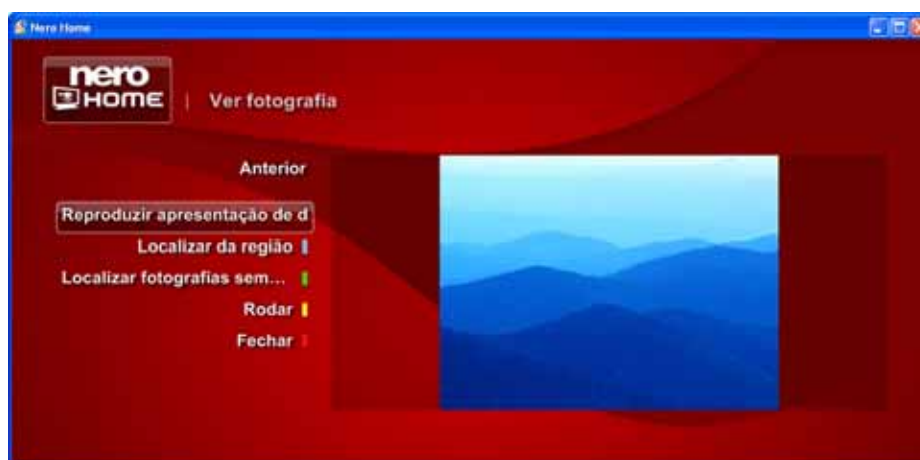 Nero Home
nero
HOME
Ver fotografia
Anterior
Reproduzir apresentação de d
Localizar da região
Localizar fotografias sem...
Rodar
Fechar